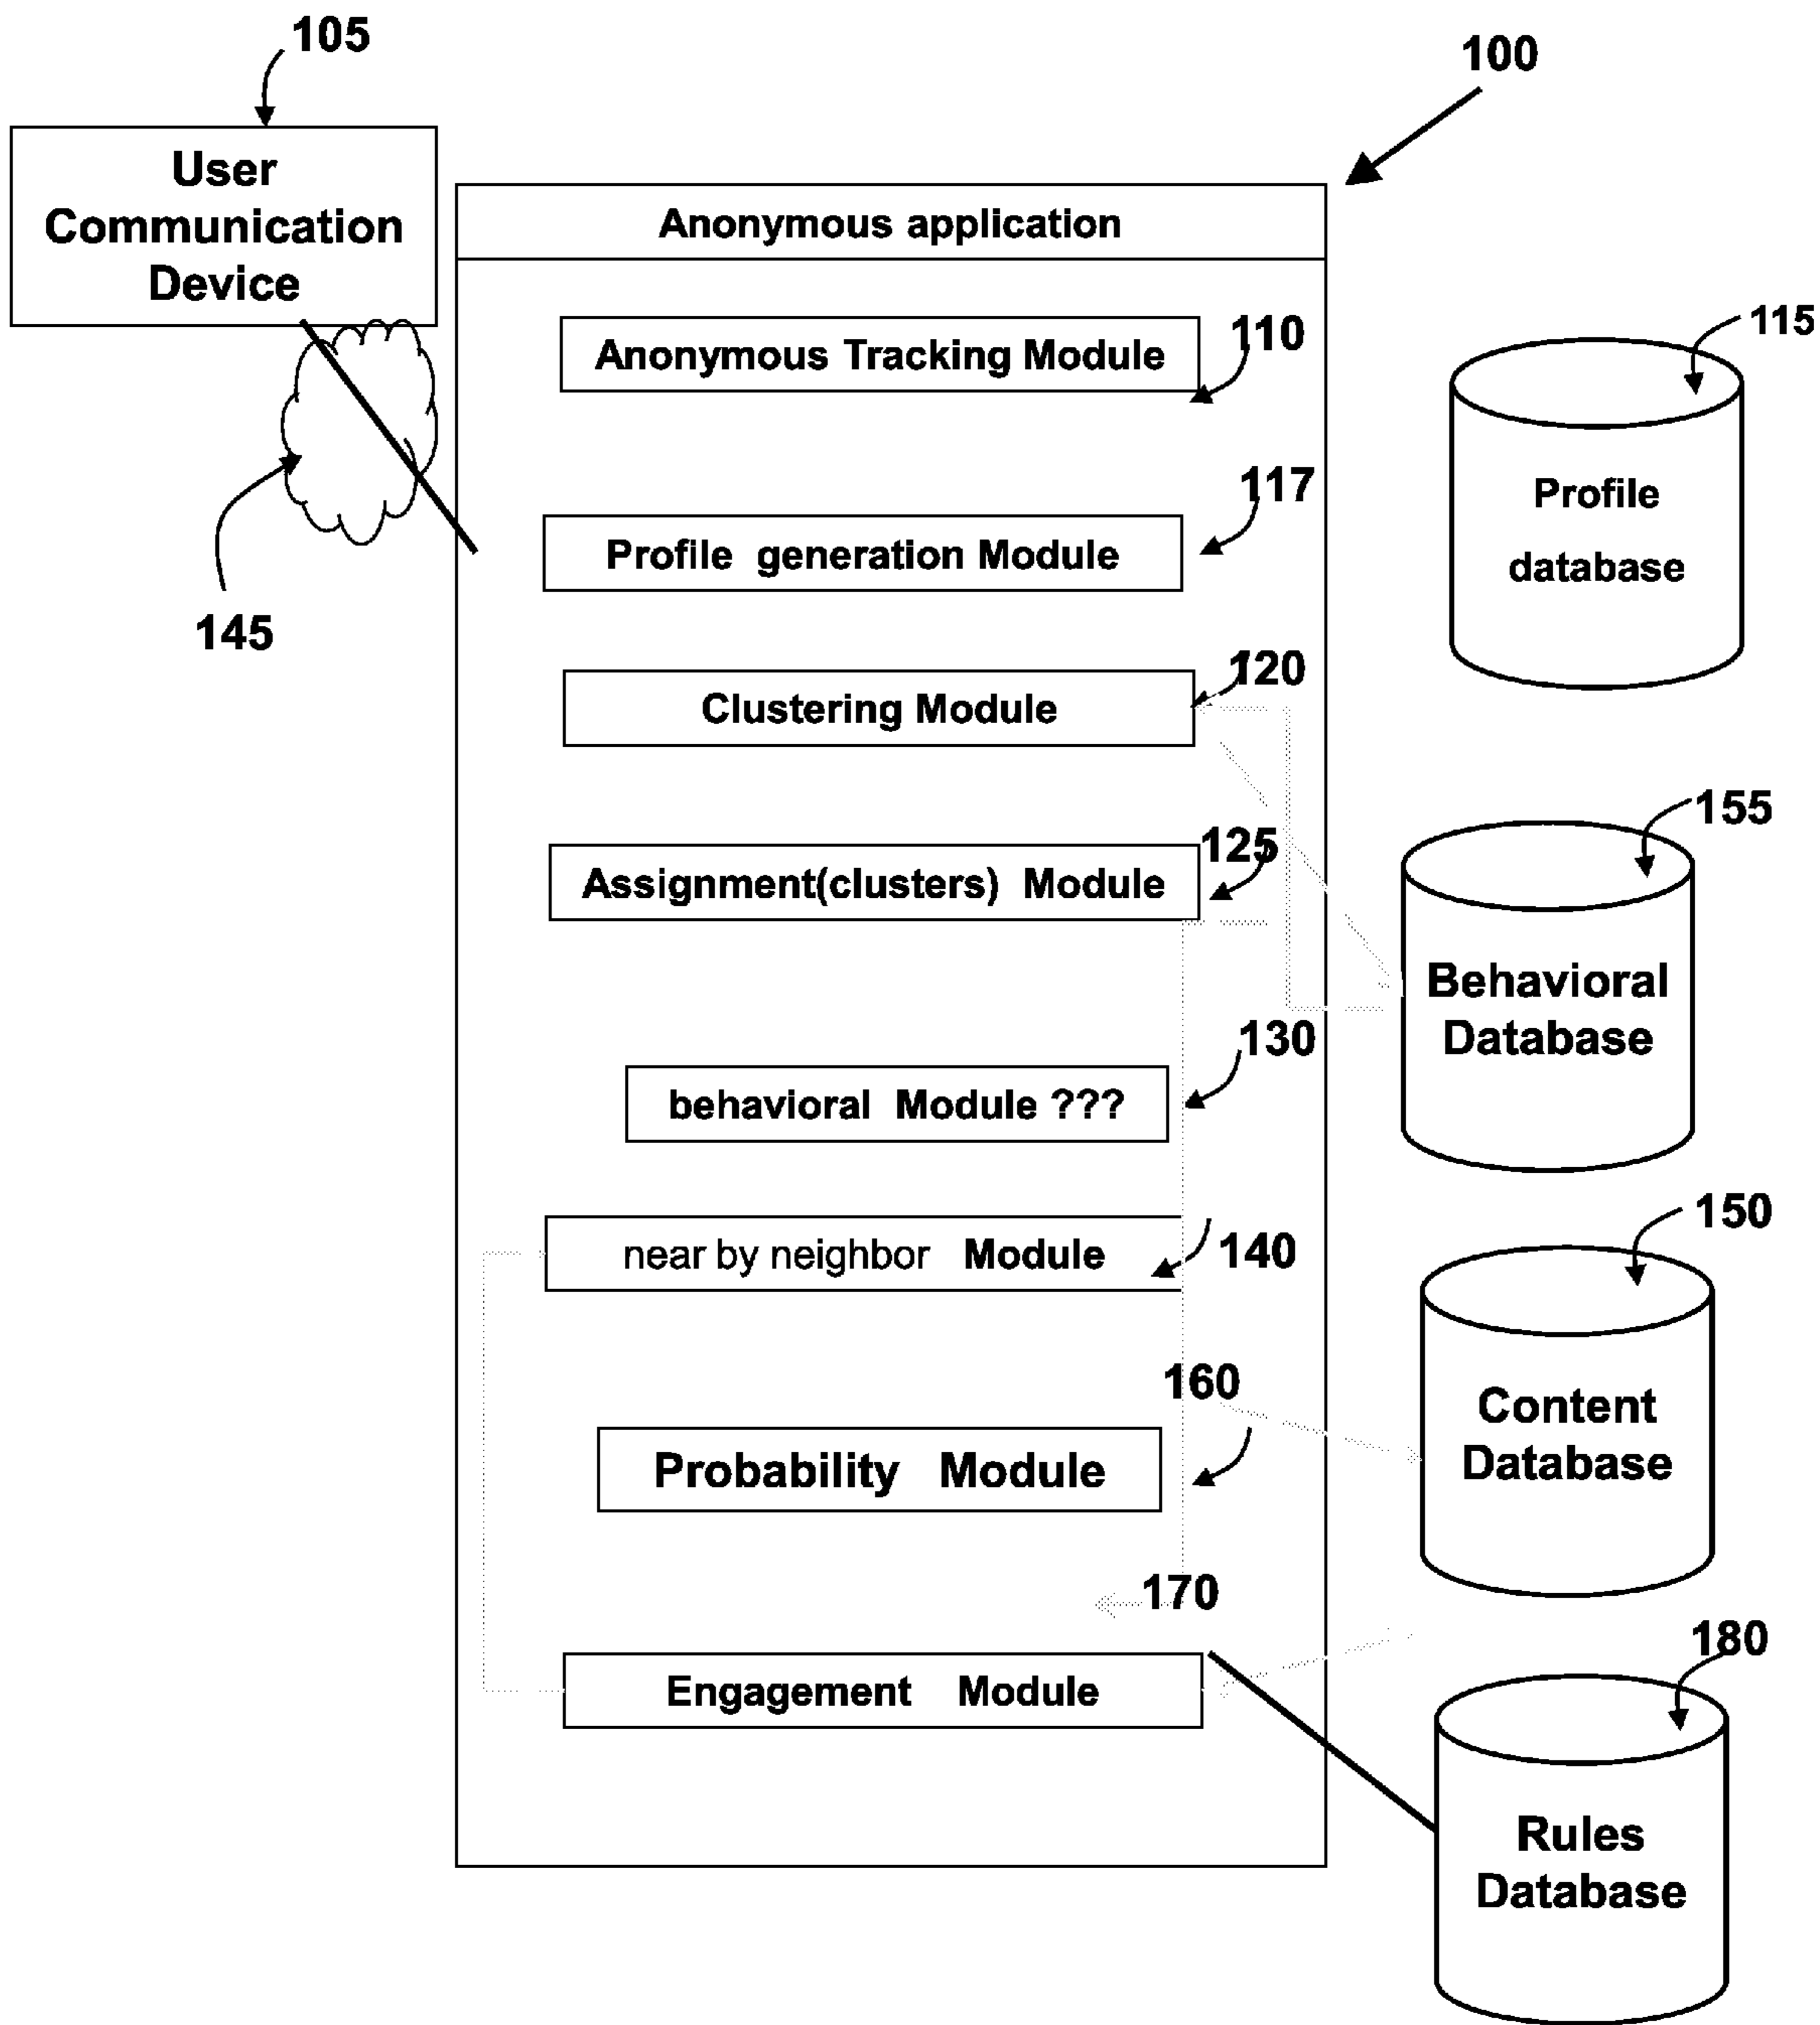 105
100
User
Communication
Device
Anonymous application
Anonymous Tracking Module
110
115
Profile
database
117
Profile generation Module
145
120
Clustering Module
155
125
Assignment(clusters) Module
Behavioral
Database
130
behavioral Module ???
150
near by neighbor Module
140
160
Content
Database
Probability Module
170
180
Engagement Module
Rules
Database